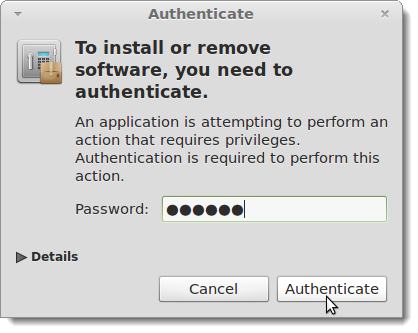 Authenticate
To install or remove
software, you need to
authenticate.
An application is attempting to perform an
action that requires privileges.
Authentication is required to perform this
action.
Password: ●●●●●●
Details
Cancel Authenticate